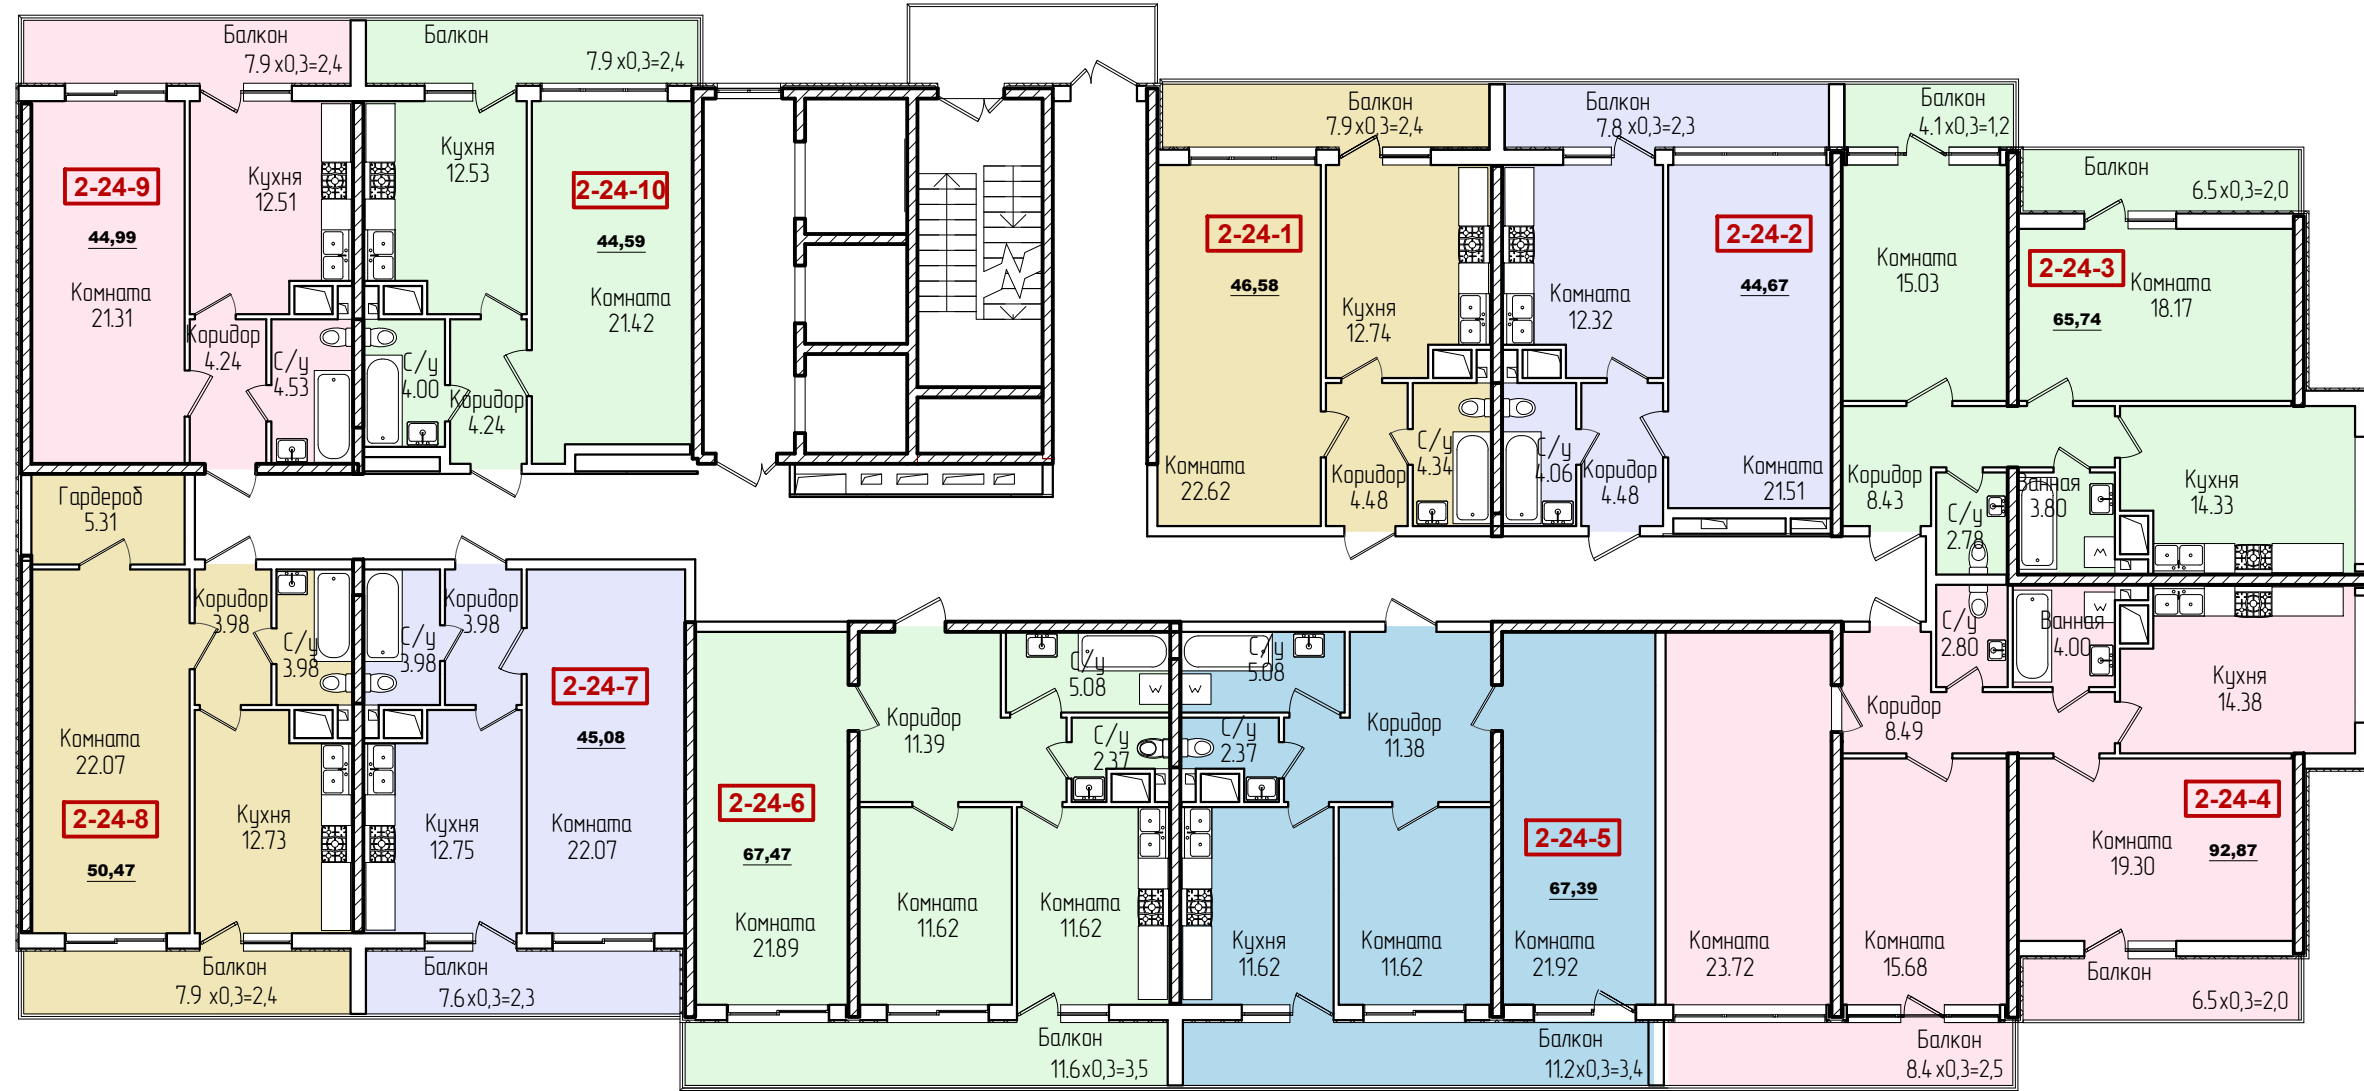 Балкон
7.9 x0,3=2,4
2-24-9
44,99
Комната
21.31
Кухня
12.51
Коридор
4.24
С/у
4.53
Балкон
7.9 x0,3=2,4
Кухня
12.53
2-24-10
44,59
Комната
21.42
С/у
4.00
Коридор
4.24
Балкон
7.9 x0,3=2,4
2-24-1
46,58
Кухня
12.74
Комната
22.62
Коридор
4.48
С/у
4.34
Балкон
7.8 x0,3=2,3
2-24-2
44,67
Комната
12.32
С/у
4.06
Коридор
4.48
Комната
21.51
Балкон
4.1 x0,3=1,2
Комната
15.03
Балкон
6.5 x0,3=2,0
2-24-3
65,74
Комната
18.17
Коридор
8.43
С/у
2.78
Ванная
3.80
Кухня
14.33
M
Гардероб
5.31
Коридор
3.98
С/у
3.98
Комната
22.07
2-24-8
50,47
Кухня
12.73
Балкон
7.9 x0,3=2,4
С/у
3.98
Коридор
3.98
2-24-7
45,08
Кухня
12.75
Комната
22.07
Балкон
7.6 x0,3=2,3
2-24-6
67,47
Комната
21.89
Коридор
11.39
С/у
5.08
W
С/у
2.37
Комната
11.62
Комната
11.62
Балкон
11.6 x0,3=3,5
С/у
5.08
W
С/у
2.37
Коридор
11.38
Кухня
11.62
Комната
11.62
2-24-5
67,39
Комната
21.92
Балкон
11.2 x0,3=3,4
С/у
2.80
Ванная
4.00
W
Кухня
14.38
Коридор
8.49
2-24-4
92,87
Комната
19.30
Комната
23.72
Комната
15.68
Балкон
6.5 x0,3=2,0
Балкон
8.4 x0,3=2,5